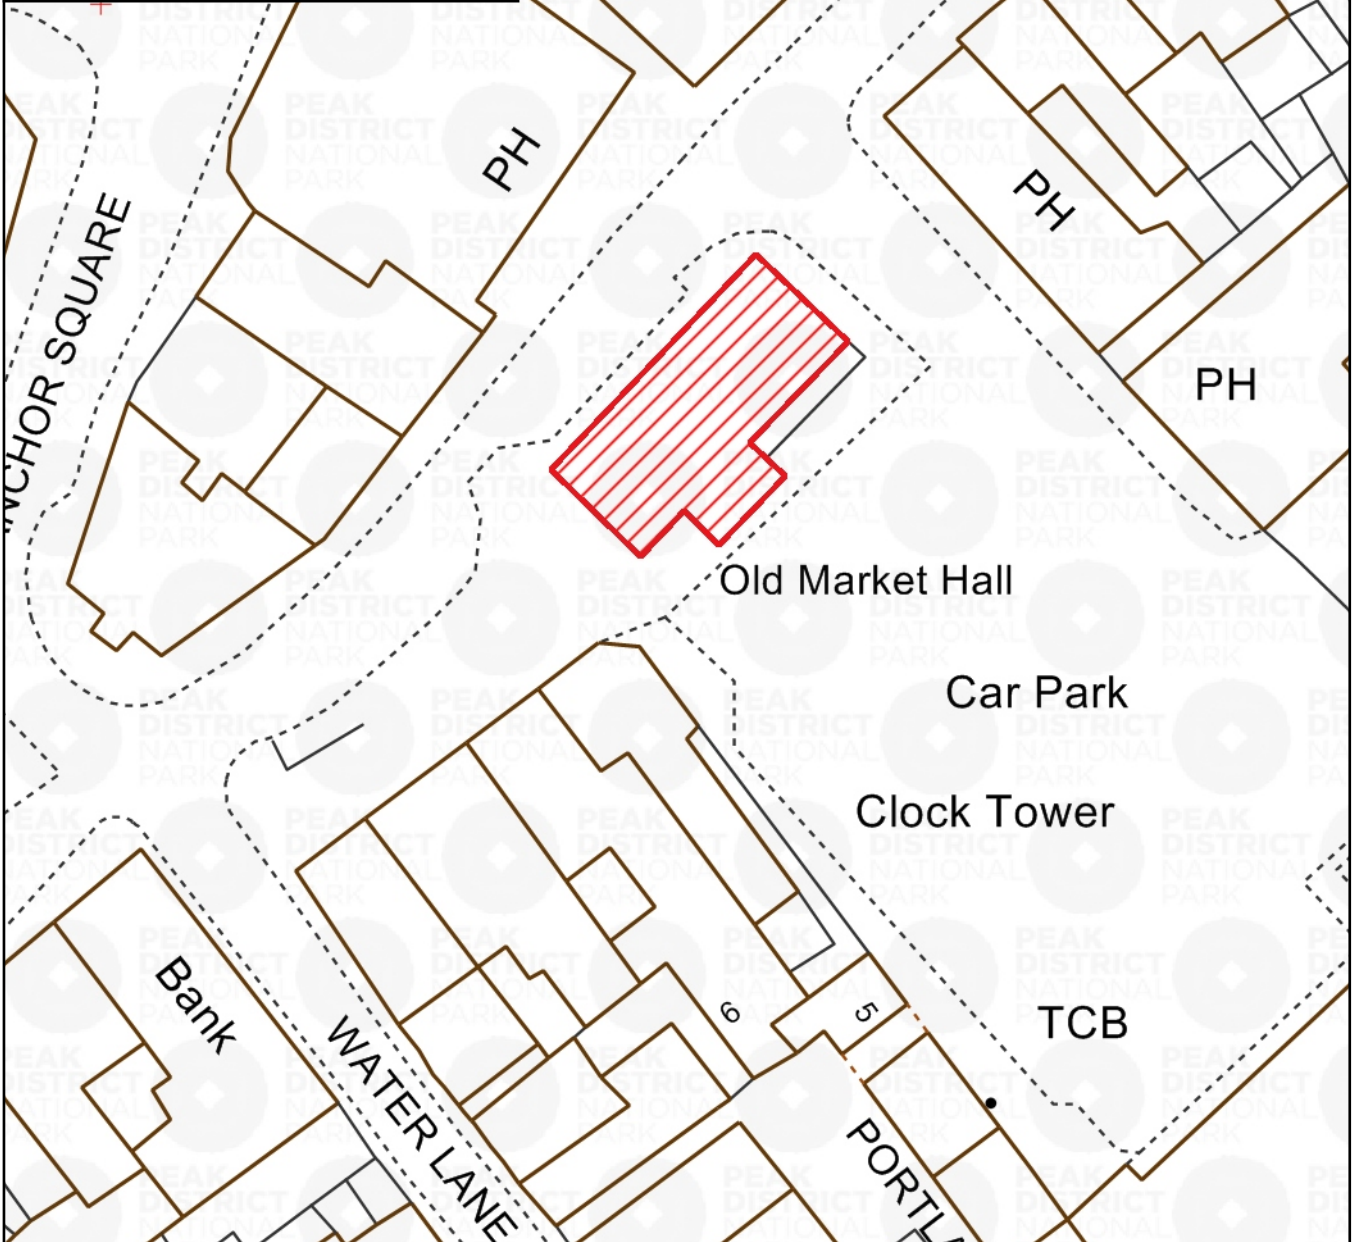 PH
PH
ANCHOR SQUARE
PH
Old Market Hall
Car Park
Clock Tower
Bank
6
5
TCB
WATER LANE
PORTLA
PEAK
DISTRICT
NATIONAL
PARK